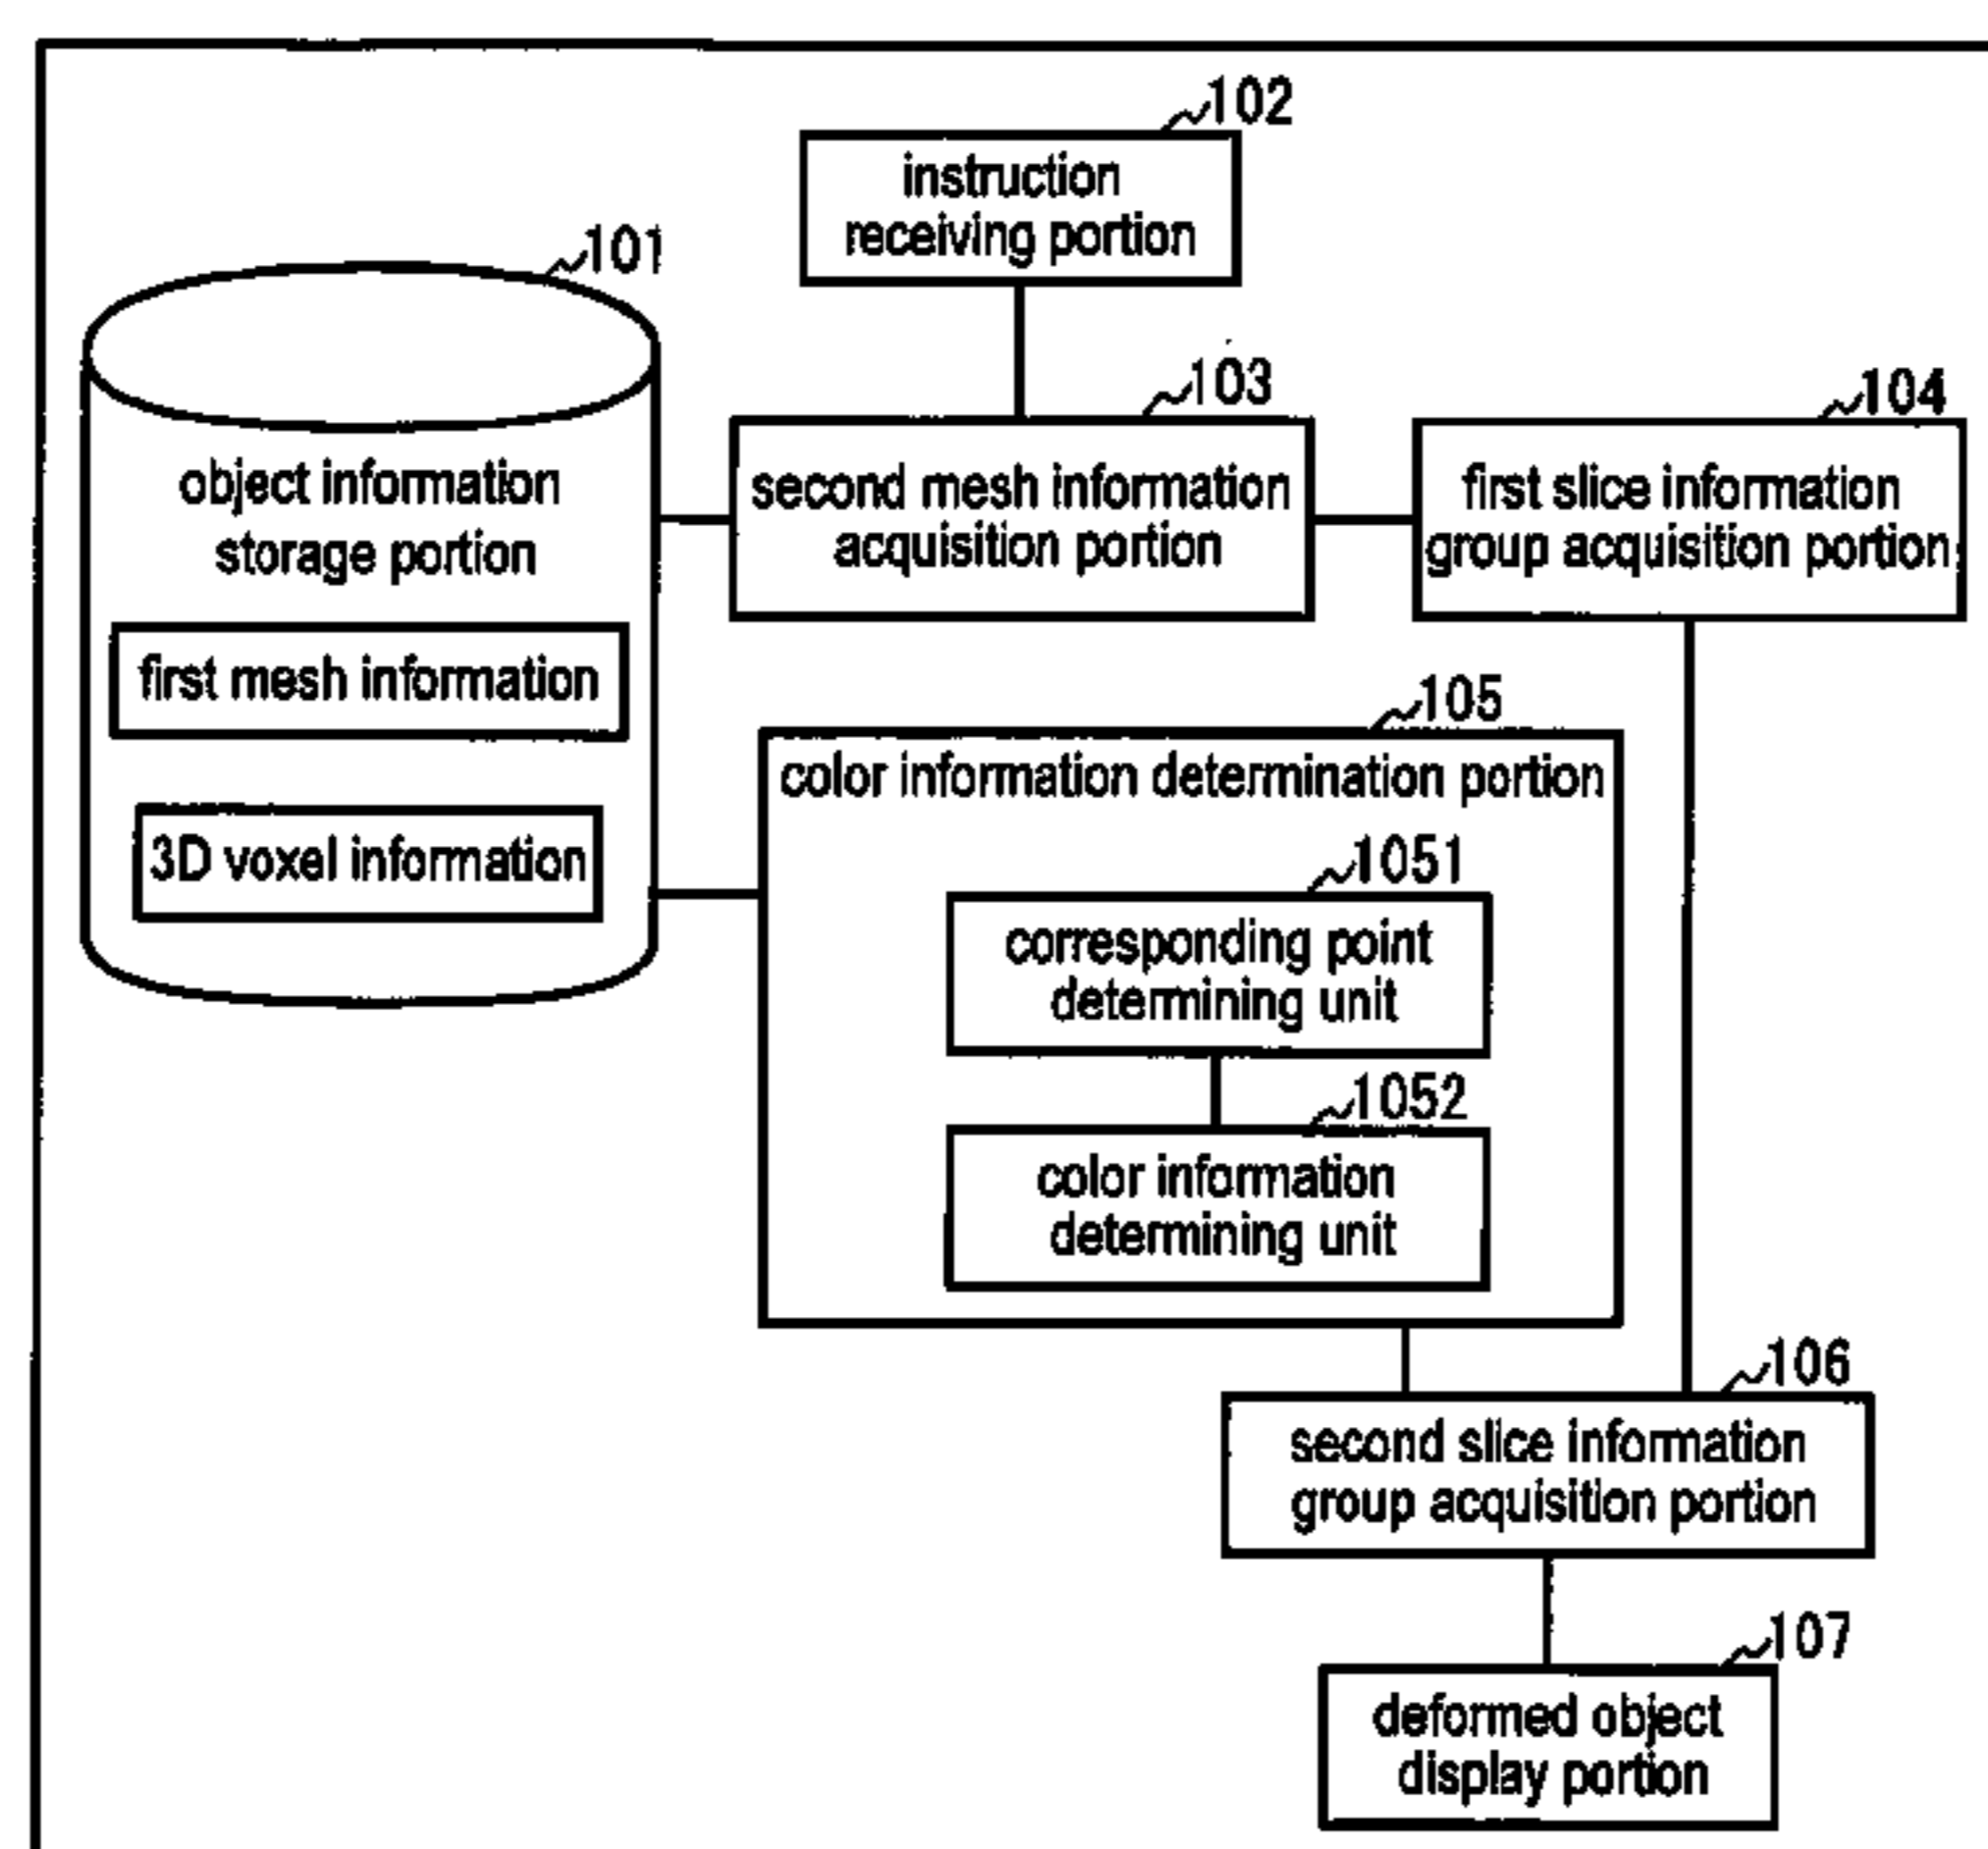 102
instruction
receiving portion
101
object information
storage portion
first mesh information
3D voxel information
103
second mesh information
acquisition portion
104
first slice information
group acquisition portion
105
color information determination portion
1051
corresponding point
determining unit
1052
color information
determining unit
106
second slice information
group acquisition portion
107
deformed object
display portion